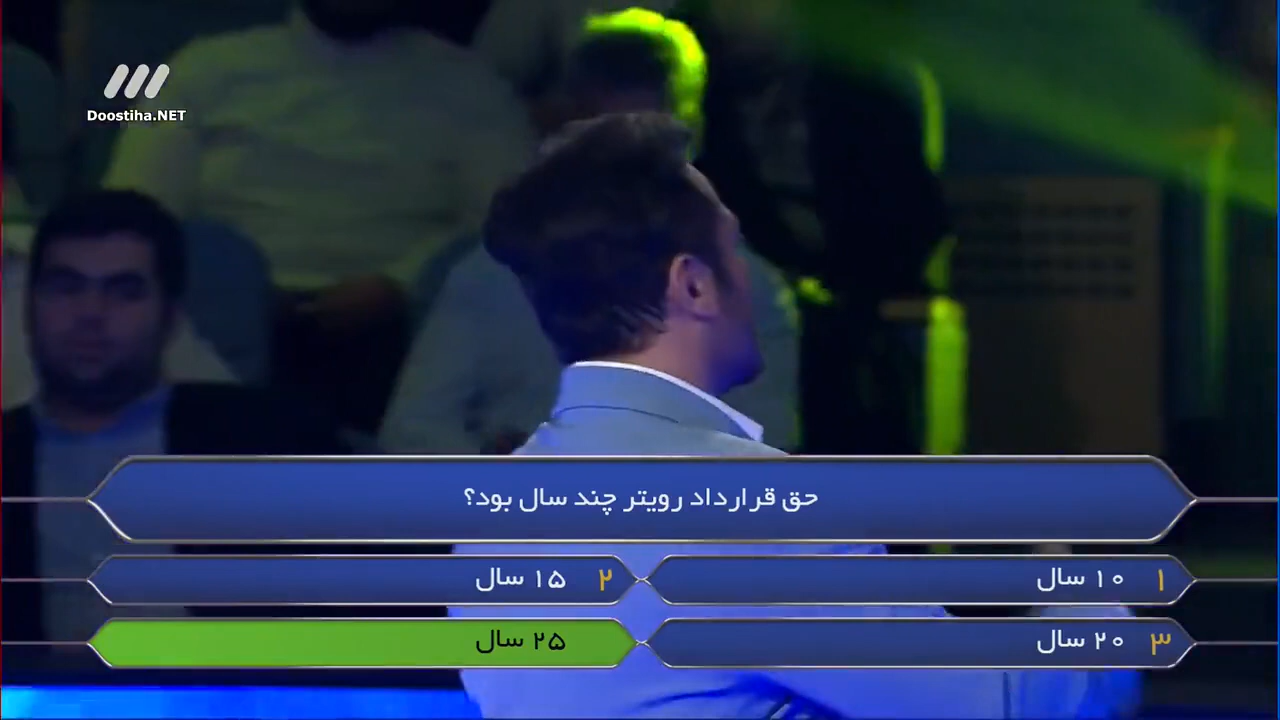 Doostiha.NET
حق قرارداد رویتر چند سال بود؟
۱ ۱۰ سال
۲ ۱۵ سال
۳ ۲۰ سال
۲۵ سال